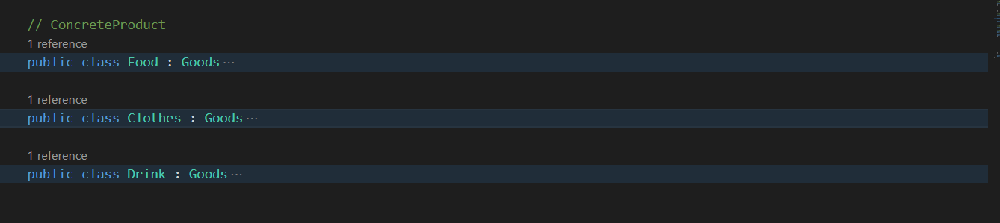 // ConcreteProduct
1 reference
public class Food : Goods ···
1 reference
public class Clothes : Goods ···
1 reference
public class Drink : Goods ···